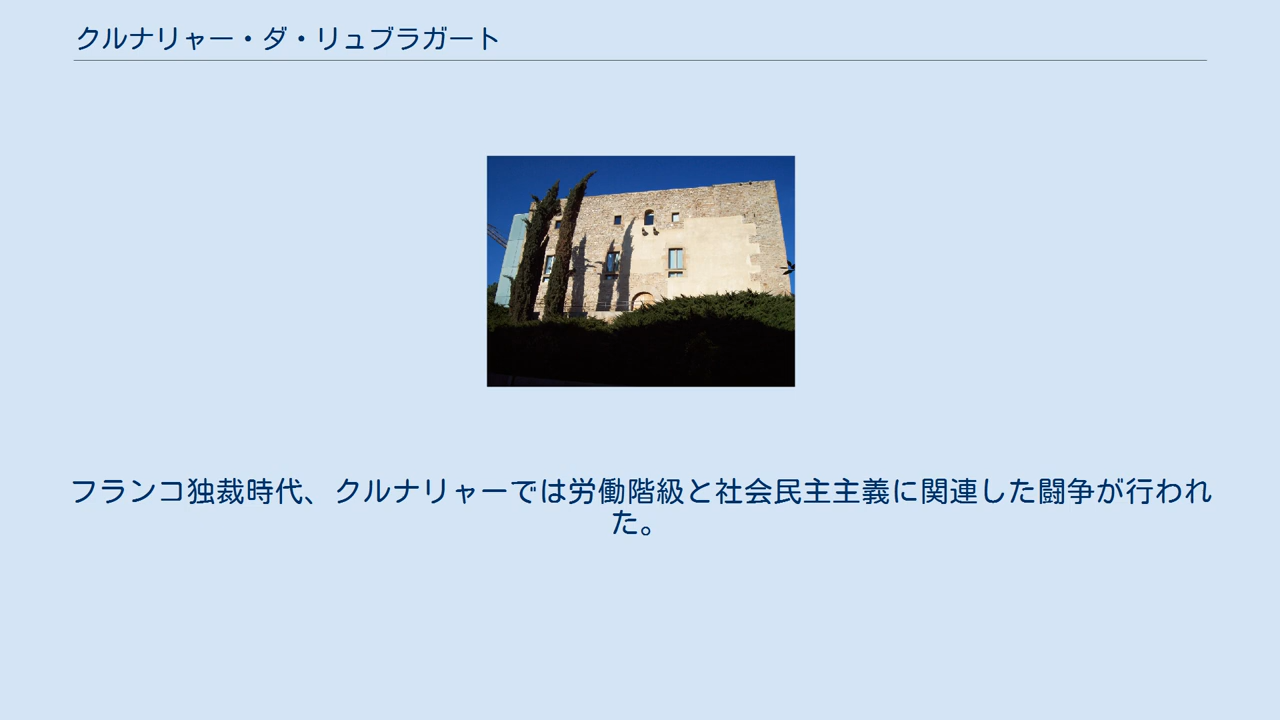 クルナリャー・ダ・リュブラガート
フランコ独裁時代、クルナリャーでは労働階級と社会民主主義に関連した闘争が行われ
た。